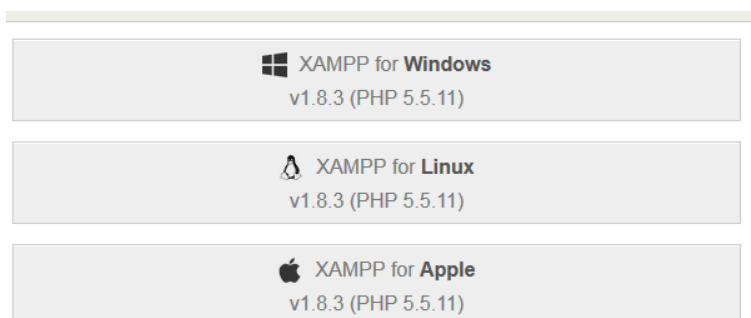 XAMPP for Windows
v1.8.3 (PHP 5.5.11)
XAMPP for Linux
v1.8.3 (PHP 5.5.11)
XAMPP for Apple
v1.8.3 (PHP 5.5.11)